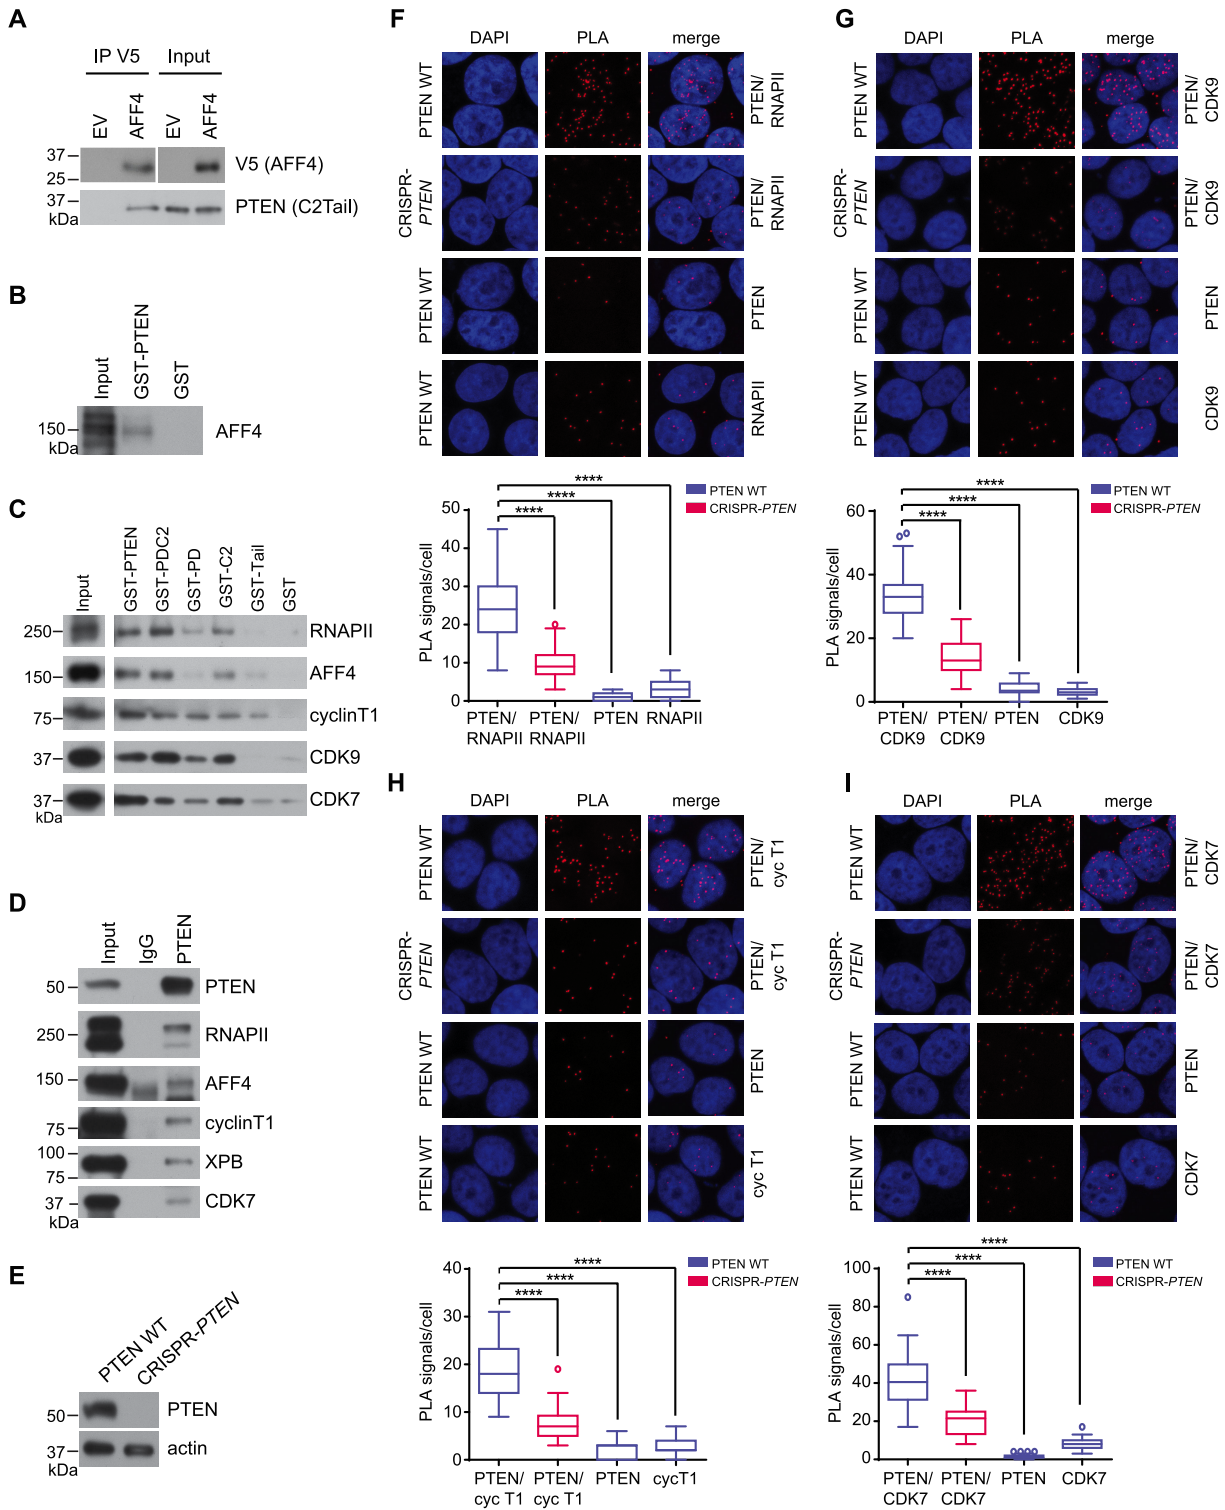 A
IP V5 Input
EV AFF4 EV AFF4
37
25
V5 (AFF4)
37
kDa
PTEN (C2Tail)
B
Input GST-PTEN GST
150
kDa
AFF4
C
Input GST-PTEN GST-PDC2 GST-PD GST-C2 GST-Tail GST
250 RNAPII
150 AFF4
75 cyclinT1
37 CDK9
37 CDK7
kDa
D
Input IgG PTEN
50 PTEN
250 RNAPII
150 AFF4
75 cyclinT1
100
75
XPB
37 CDK7
kDa
E
PTEN WT CRISPR-PTEN
50 PTEN
37 actin
kDa
F
DAPI PLA merge
PTEN WT PTEN/ RNAPII
CRISPR- PTEN PTEN/ RNAPII
PTEN WT PTEN
PTEN WT RNAPII
PTEN WT
CRISPR-PTEN
**** 
****
****
PLA signals/cell
50
40
30
20
10
0
PTEN/ PTEN/ PTEN RNAPII
RNAPII RNAPII
G
DAPI PLA merge
PTEN WT PTEN/ CDK9
CRISPR- PTEN PTEN/ CDK9
PTEN WT PTEN
PTEN WT CDK9
PTEN WT
CRISPR-PTEN
****
****
****
PLA signals/cell
60
40
20
0
PTEN/ PTEN/ PTEN CDK9
CDK9 CDK9
H
DAPI PLA merge
PTEN WT PTEN/ cyc T1
CRISPR- PTEN PTEN/ cyc T1
PTEN WT PTEN
PTEN WT cyc T1
PTEN WT
CRISPR-PTEN
****
****
****
PLA signals/cell
40
30
20
10
0
PTEN/ PTEN/ PTEN cycT1
cyc T1 cyc T1
I
DAPI PLA merge
PTEN WT PTEN/ CDK7
CRISPR- PTEN PTEN/ CDK7
PTEN WT PTEN
PTEN WT CDK7
PTEN WT
CRISPR-PTEN
****
****
****
PLA signals/cell
100
80
60
40
20
0
PTEN/ PTEN/ PTEN CDK7
CDK7 CDK7